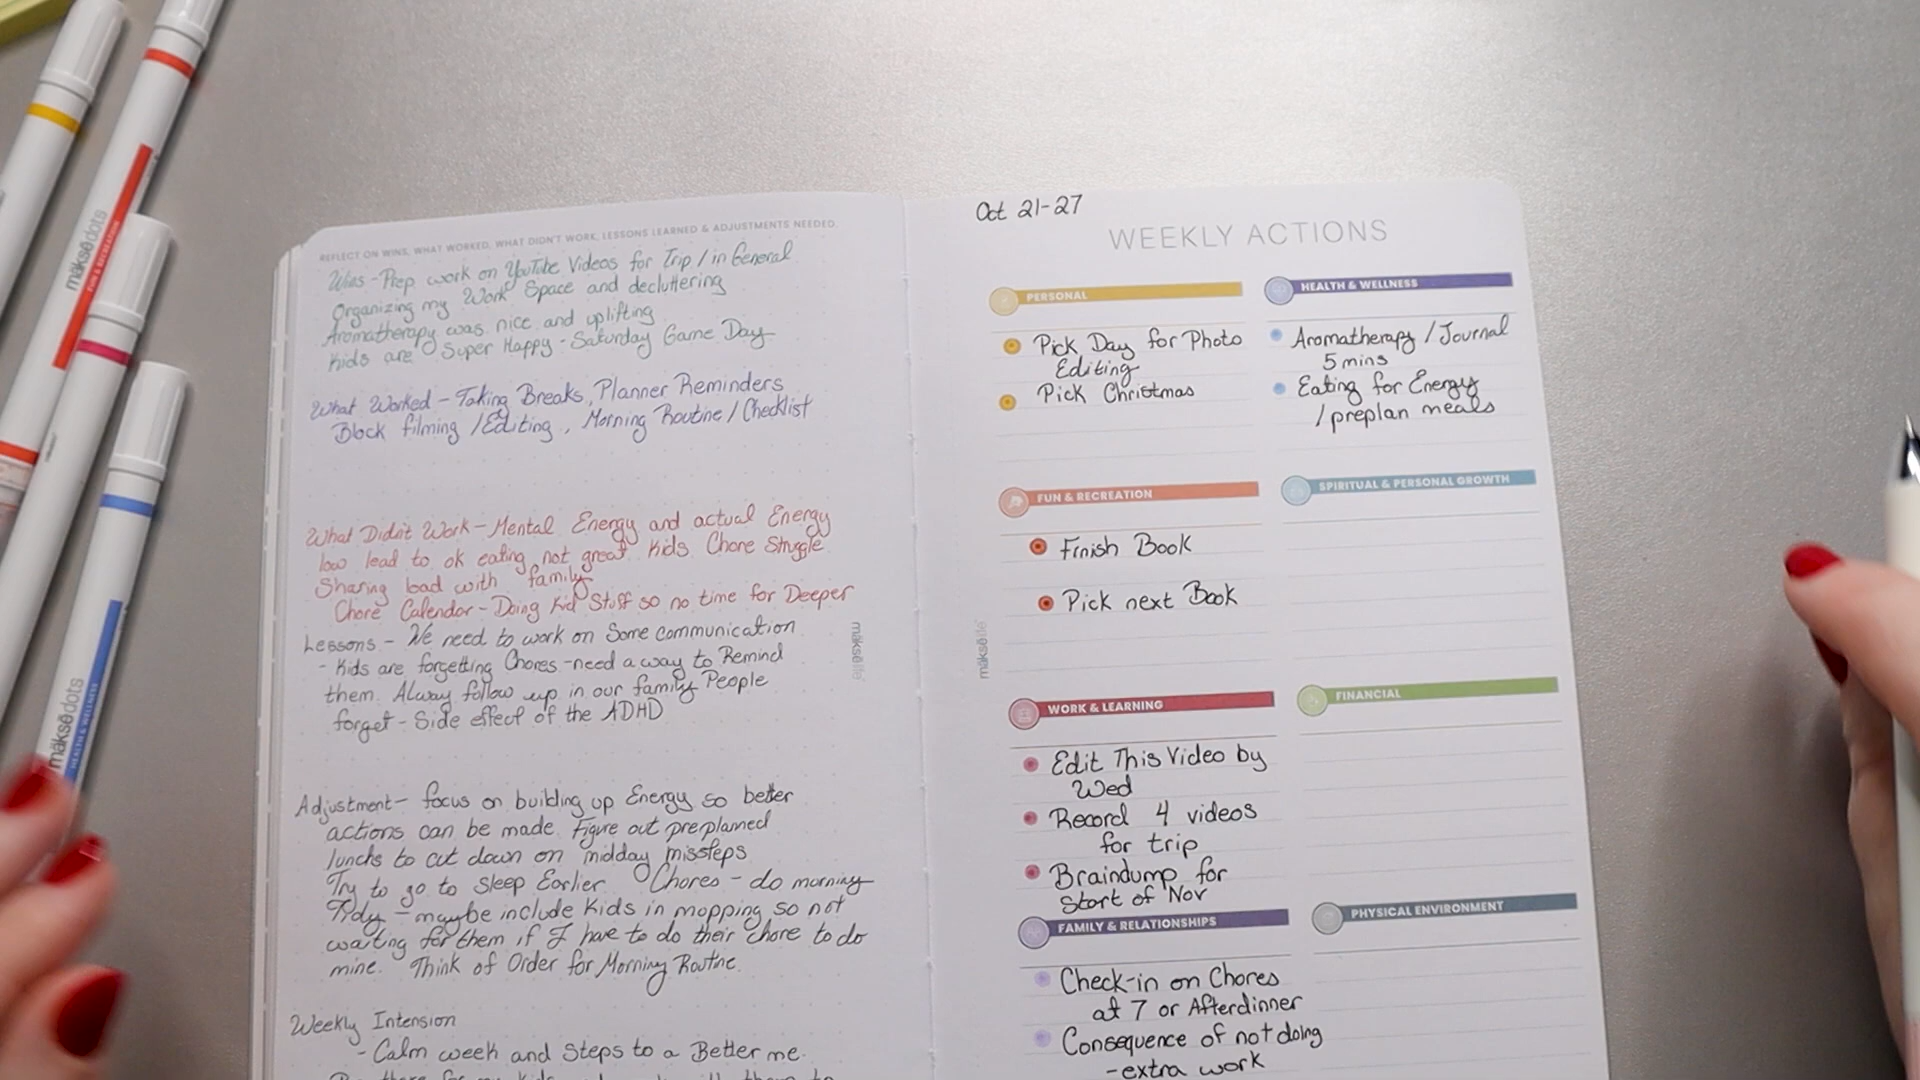 REFLECT ON WINS, WHAT WORKED, WHAT DIDN'T WORK, LESSONS LEARNED & ADJUSTMENTS NEEDED.
Wins - Prep work on YouTube Videos for Trip / in General
Organizing my Work Space and decluttering
Aromatherapy was nice and uplifting
Kids are Super Happy - Saturday Game Day
What Worked - Taking Breaks, Planner Reminders
Block filming / Editing, Morning Routine / Checklist
What Didn't Work - Mental Energy and actual Energy
low lead to ok eating not great. Kids Chore Struggle
Sharing load with family
Chore Calendar - Doing Kid Stuff so no time for Deeper
Lessons - We need to work on Some communication
- Kids are forgetting Chores - need a way to Remind
them. Alway follow up in our family People
forget - Side effect of the ADHD
Adjustment - focus on building up Energy so better
actions can be made. Figure out preplanned
lunchs to cut down on midday missteps
Try to go to sleep Earlier. Chores - do morning
Tidy - maybe include Kids in mopping so not
waiting for them if I have to do their chore to do
mine. Think of Order for Morning Routine.
Weekly Intension
- Calm week and Steps to a Better me.
mäksēlife
Oct 21-27
WEEKLY ACTIONS
PERSONAL
Pick Day for Photo
Editing
Pick Christmas
HEALTH & WELLNESS
Aromatherapy / Journal
5 mins
Eating for Energy
/ preplan meals
FUN & RECREATION
Finish Book
Pick next Book
SPIRITUAL & PERSONAL GROWTH
mäksēlife
WORK & LEARNING
Edit This Video by
Wed
Record 4 videos
for trip
Braindump for
Start of Nov
FINANCIAL
FAMILY & RELATIONSHIPS
Check-in on Chores
at 7 or Afterdinner
Consequence of not doing
- extra work
PHYSICAL ENVIRONMENT
mäksēdots
FUN & RECREATION
mäksēdots
HEALTH & WELLNESS